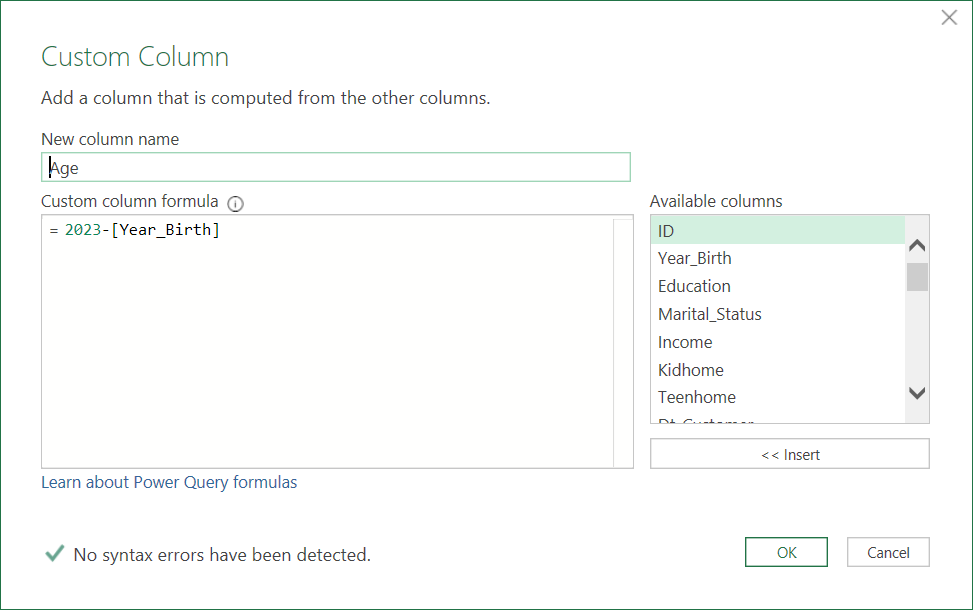 Custom Column
Add a column that is computed from the other columns.
New column name
Age
Custom column formula
= 2023-[Year_Birth]
Available columns
ID
Year_Birth
Education
Marital_Status
Income
Kidhome
Teenhome
Dt_Customer
<< Insert
Learn about Power Query formulas
No syntax errors have been detected.
OK
Cancel